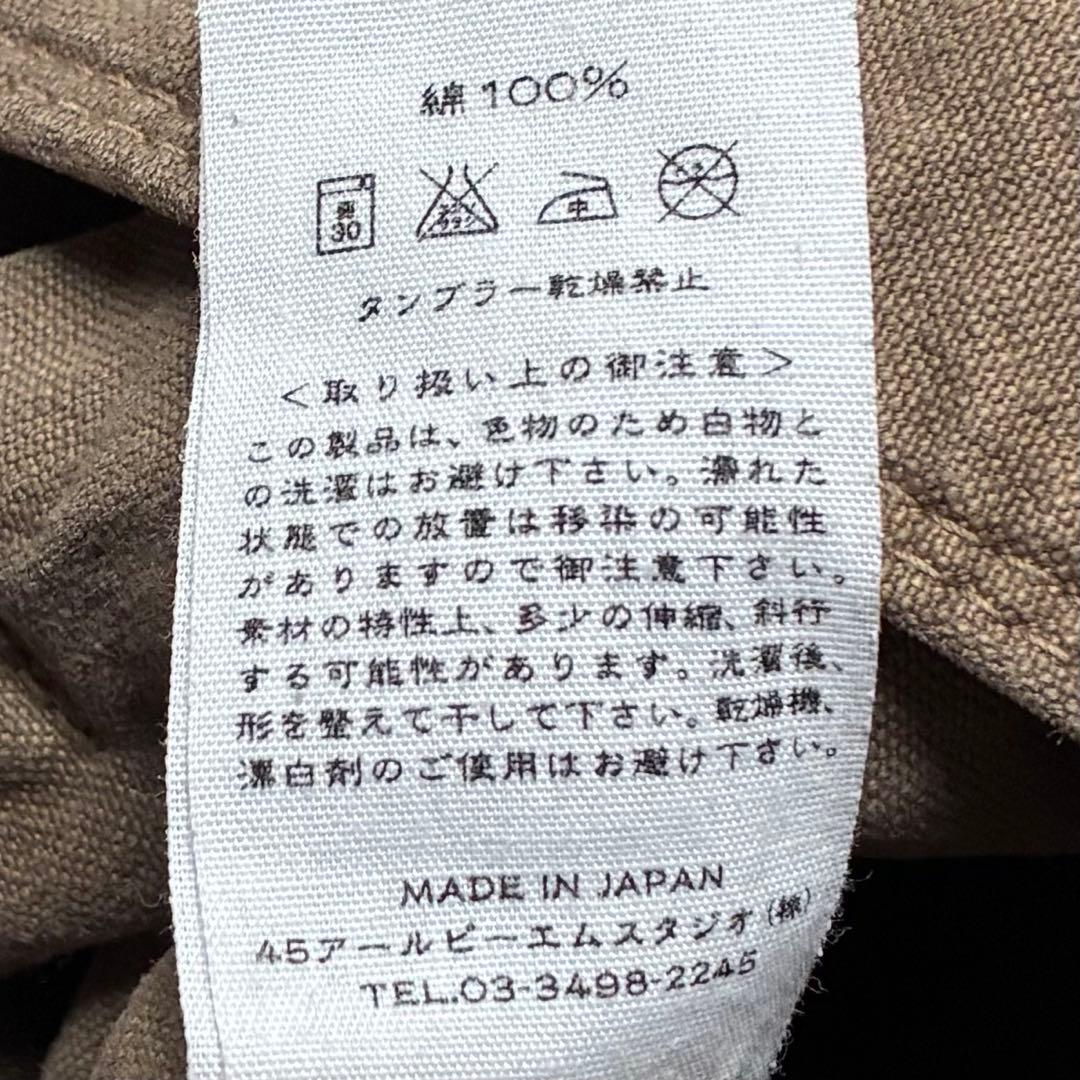 綿100%
30
中
タンブラー乾燥禁止
<取り扱い上の御注意>
この製品は、色物のため白物と
の洗濯はお避け下さい。濡れた
状態での放置は移染の可能性
がありますので御注意下さい。
素材の特性上、多少の伸縮、斜行
する可能性があります。洗濯後、
形を整えて干して下さい。乾燥機、
漂白剤のご使用はお避け下さい。
MADE IN JAPAN
45アールピーエムスタジオ(株)
TEL.03-3498-2245